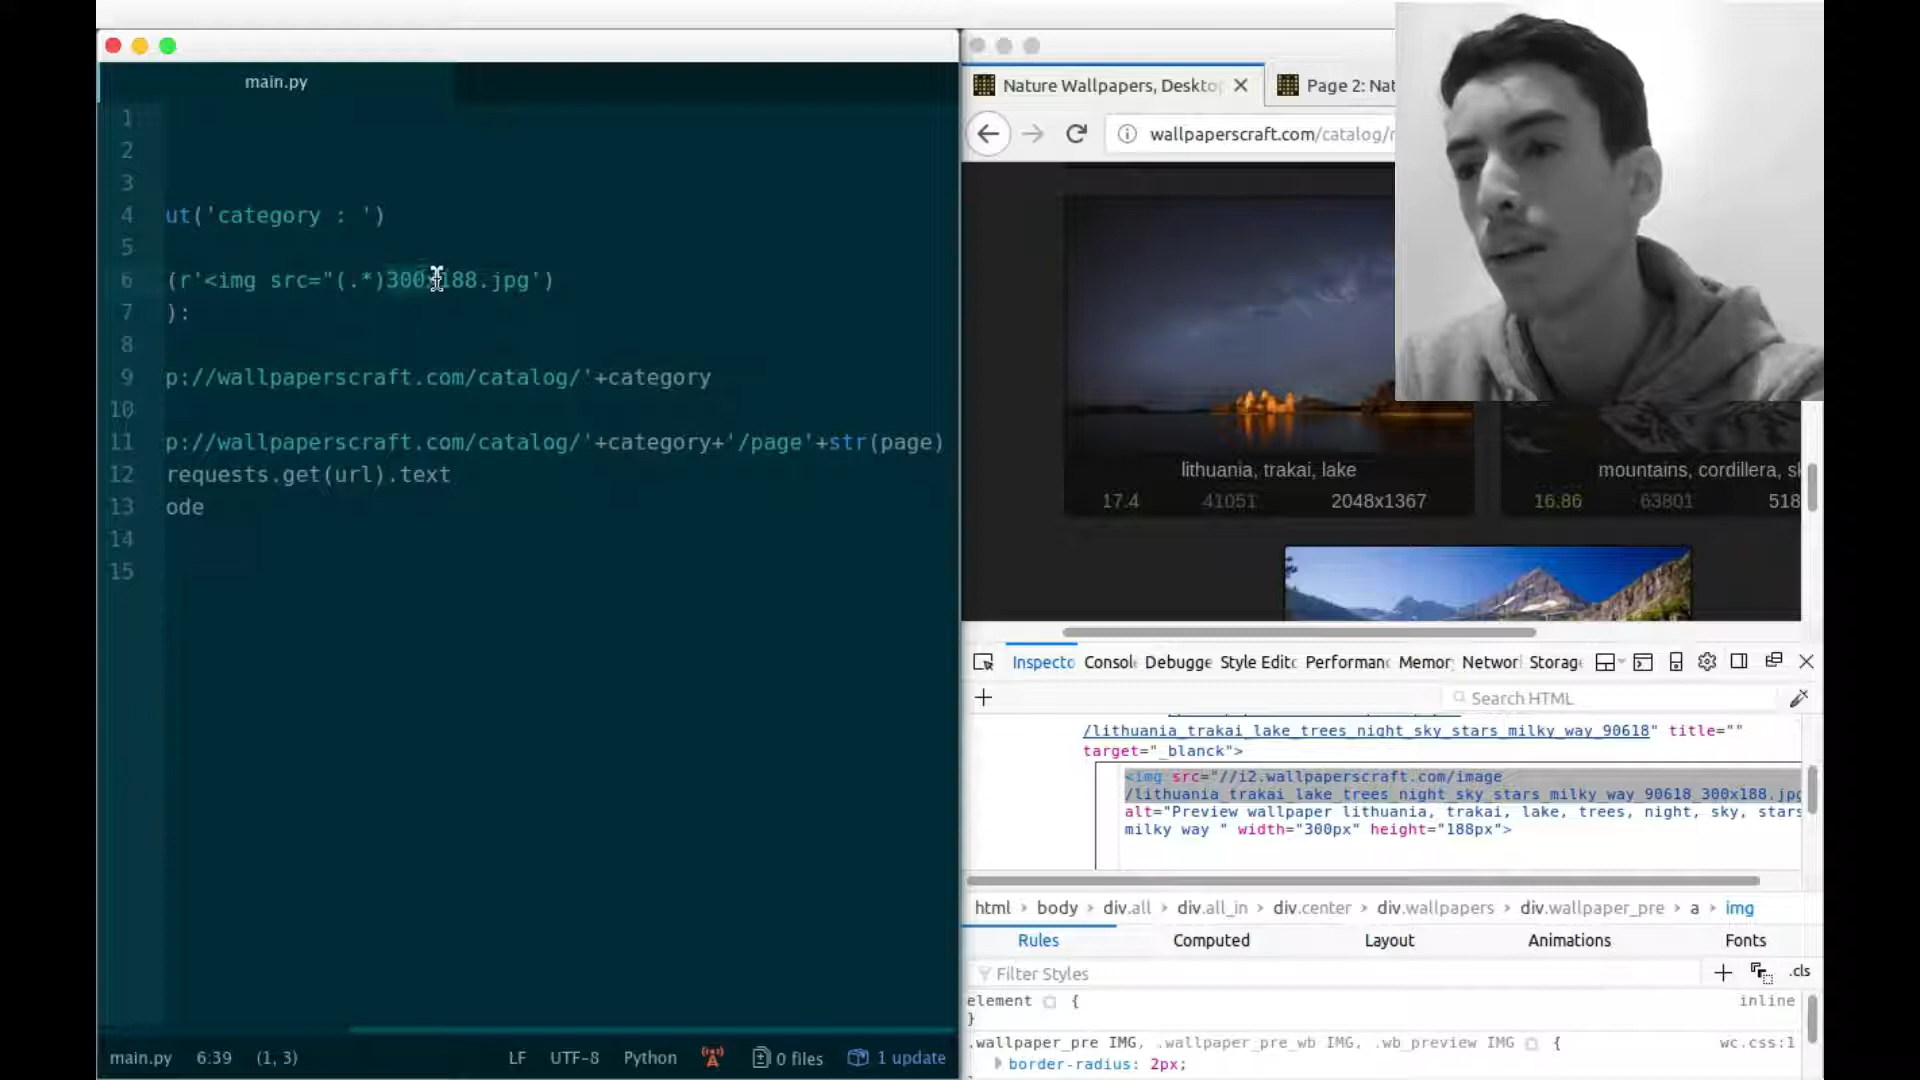 main.py
1
2
3
4 ut('category : ')
5
6 (r'<img src="(.*)300x188.jpg')
7 ):
8
9 p://wallpaperscraft.com/catalog/'+category
10
11 p://wallpaperscraft.com/catalog/'+category+'/page'+str(page)
12 requests.get(url).text
13 ode
14
15
main.py 6:39 (1, 3) LF UTF-8 Python 0 files 1 update
Nature Wallpapers, Deskto Page 2: Nat
wallpaperscraft.com/catalog/
lithuania, trakai, lake
17.4 41051 2048x1367
mountains, cordillera, s
16.86 63801 518
Inspecto Consol Debugge Style Edit Performan Memor Networ Storag
+ Search HTML
/lithuania_trakai_lake_trees_night_sky_stars_milky_way_90618" title=""
target="_blanck">
<img src="//i2.wallpaperscraft.com/image
/lithuania_trakai_lake_trees_night_sky_stars_milky_way_90618_300x188.jpg
alt="Preview wallpaper lithuania, trakai, lake, trees, night, sky, stars
milky way " width="300px" height="188px">
html › body › div.all › div.all_in › div.center › div.wallpapers › div.wallpaper_pre › a › img
Rules Computed Layout Animations Fonts
Filter Styles + .cls
element { inline
}
.wallpaper_pre IMG, .wallpaper_pre_wb IMG, .wb_preview IMG { wc.css:1
border-radius: 2px;